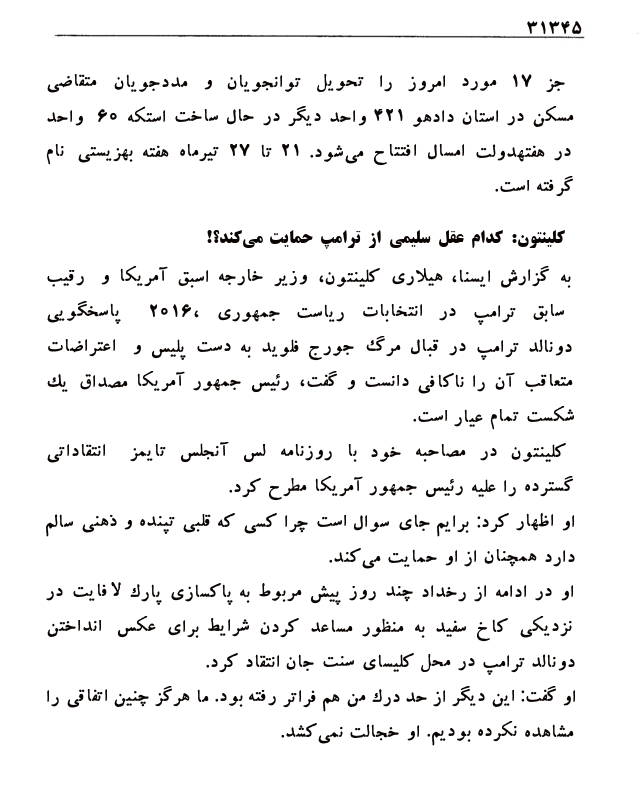 ۳۱۳۴۵
جز ۱۷ مورد امروز را تحویل توانجویان و مددجویان متقاضی
مسکن در استان دادهو ۴۲۱ واحد دیگر در حال ساخت استکه ۶۰ واحد
در هفتهدولت امسال افتتاح می‌شود. ۲۱ تا ۲۷ تیرماه هفته بهزیستی نام
گرفته است.
کلینتون: کدام عقل سلیمی از ترامپ حمایت می‌کند؟!
به گزارش ایسنا، هیلاری کلینتون، وزیر خارجه اسبق آمریکا و رقیب
سابق ترامپ در انتخابات ریاست جمهوری ۲۰۱۶، پاسخگویی
دونالد ترامپ در قبال مرگ جورج فلوید به دست پلیس و اعتراضات
متعاقب آن را ناکافی دانست و گفت، رئیس جمهور آمریکا مصداق یك
شکست تمام عیار است.
کلینتون در مصاحبه خود با روزنامه لس آنجلس تایمز انتقاداتی
گسترده را علیه رئیس جمهور آمریکا مطرح کرد.
او اظهار کرد: برایم جای سوال است چرا کسی که قلبی تپنده و ذهنی سالم
دارد همچنان از او حمایت می‌کند.
او در ادامه از رخداد چند روز پیش مربوط به پاکسازی پارك لافایت در
نزدیکی کاخ سفید به منظور مساعد کردن شرایط برای عکس انداختن
دونالد ترامپ در محل کلیسای سنت جان انتقاد کرد.
او گفت: این دیگر از حد درك من هم فراتر رفته بود. ما هرگز چنین اتفاقی را
مشاهده نکرده بودیم. او خجالت نمی‌کشد.